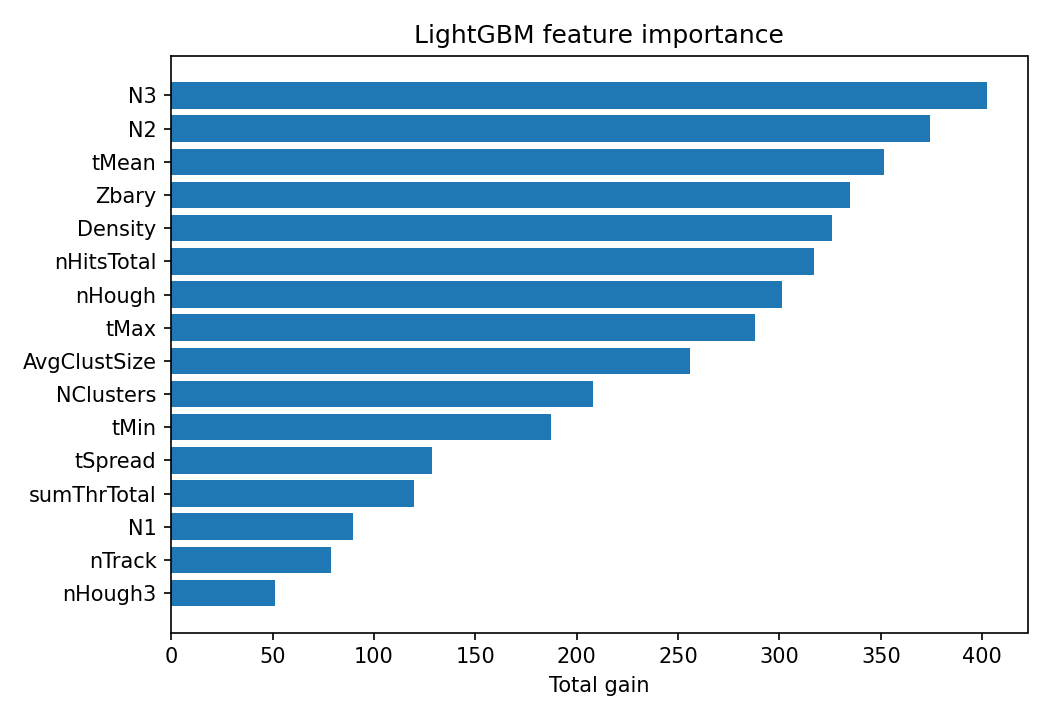 LightGBM feature importance
N3
N2
tMean
Zbary
Density
nHitsTotal
nHough
tMax
AvgClustSize
NClusters
tMin
tSpread
sumThrTotal
N1
nTrack
nHough3
0 50 100 150 200 250 300 350 400
Total gain